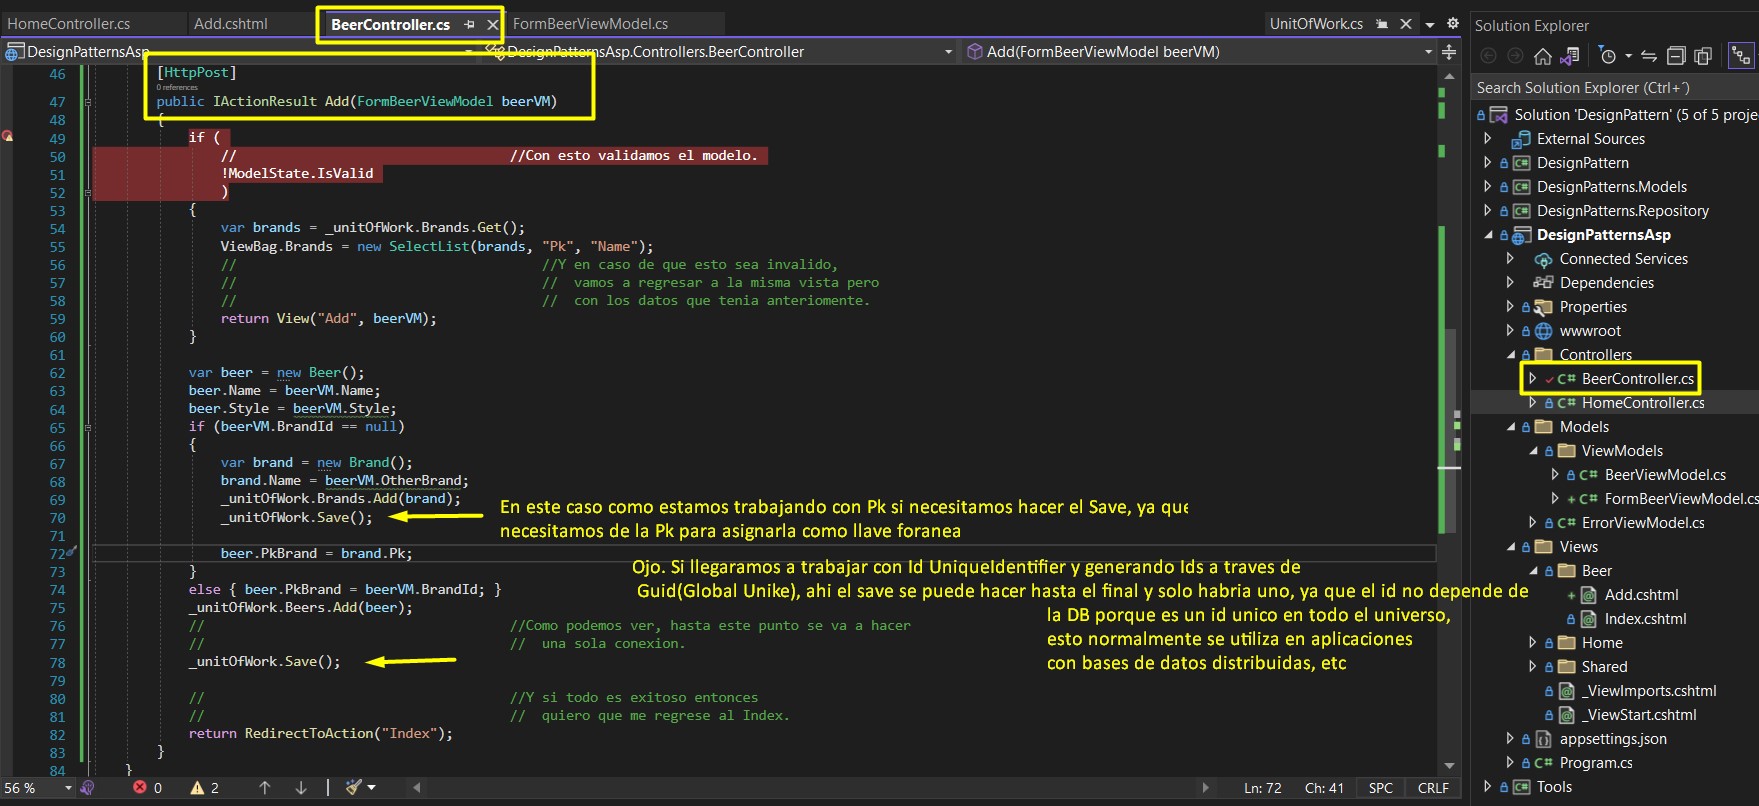 HomeController.cs Add.cshtml BeerController.cs FormBeerViewModel.cs UnitOfWork.cs
DesignPatternsAsp DesignPatternsAsp.Controllers.BeerController Add(FormBeerViewModel beerVM)
46 [HttpPost]
0 references
47 public IActionResult Add(FormBeerViewModel beerVM)
48 {
49 if (
50 // //Con esto validamos el modelo.
51 !ModelState.IsValid
52 )
53 {
54 var brands = _unitOfWork.Brands.Get();
55 ViewBag.Brands = new SelectList(brands, "Pk", "Name");
56 // //Y en caso de que esto sea invalido,
57 // // vamos a regresar a la misma vista pero
58 // // con los datos que tenia anteriomente.
59 return View("Add", beerVM);
60 }
61
62 var beer = new Beer();
63 beer.Name = beerVM.Name;
64 beer.Style = beerVM.Style;
65 if (beerVM.BrandId == null)
66 {
67 var brand = new Brand();
68 brand.Name = beerVM.OtherBrand;
69 _unitOfWork.Brands.Add(brand);
70 _unitOfWork.Save();
71
72 beer.PkBrand = brand.Pk;
73 }
74 else { beer.PkBrand = beerVM.BrandId; }
75 _unitOfWork.Beers.Add(beer);
76 // //Como podemos ver, hasta este punto se va a hacer
77 // // una sola conexion.
78 _unitOfWork.Save();
79
80 // //Y si todo es exitoso entonces
81 // // quiero que me regrese al Index.
82 return RedirectToAction("Index");
83 }
84 }
En este caso como estamos trabajando con Pk si necesitamos hacer el Save, ya que
necesitamos de la Pk para asignarla como llave foranea
Ojo. Si llegaramos a trabajar con Id UniqueIdentifier y generando Ids a traves de
Guid(Global Unike), ahi el save se puede hacer hasta el final y solo habria uno, ya que el id no depende de
la DB porque es un id unico en todo el universo,
esto normalmente se utiliza en aplicaciones
con bases de datos distribuidas, etc
56 % 0 2 Ln: 72 Ch: 41 SPC CRLF
Solution Explorer
Search Solution Explorer (Ctrl+´)
Solution 'DesignPattern' (5 of 5 proje
External Sources
DesignPattern
DesignPatterns.Models
DesignPatterns.Repository
DesignPatternsAsp
Connected Services
Dependencies
Properties
wwwroot
Controllers
C# BeerController.cs
C# HomeController.cs
Models
ViewModels
C# BeerViewModel.cs
C# FormBeerViewModel.cs
C# ErrorViewModel.cs
Views
Beer
Add.cshtml
Index.cshtml
Home
Shared
_ViewImports.cshtml
_ViewStart.cshtml
appsettings.json
C# Program.cs
Tools